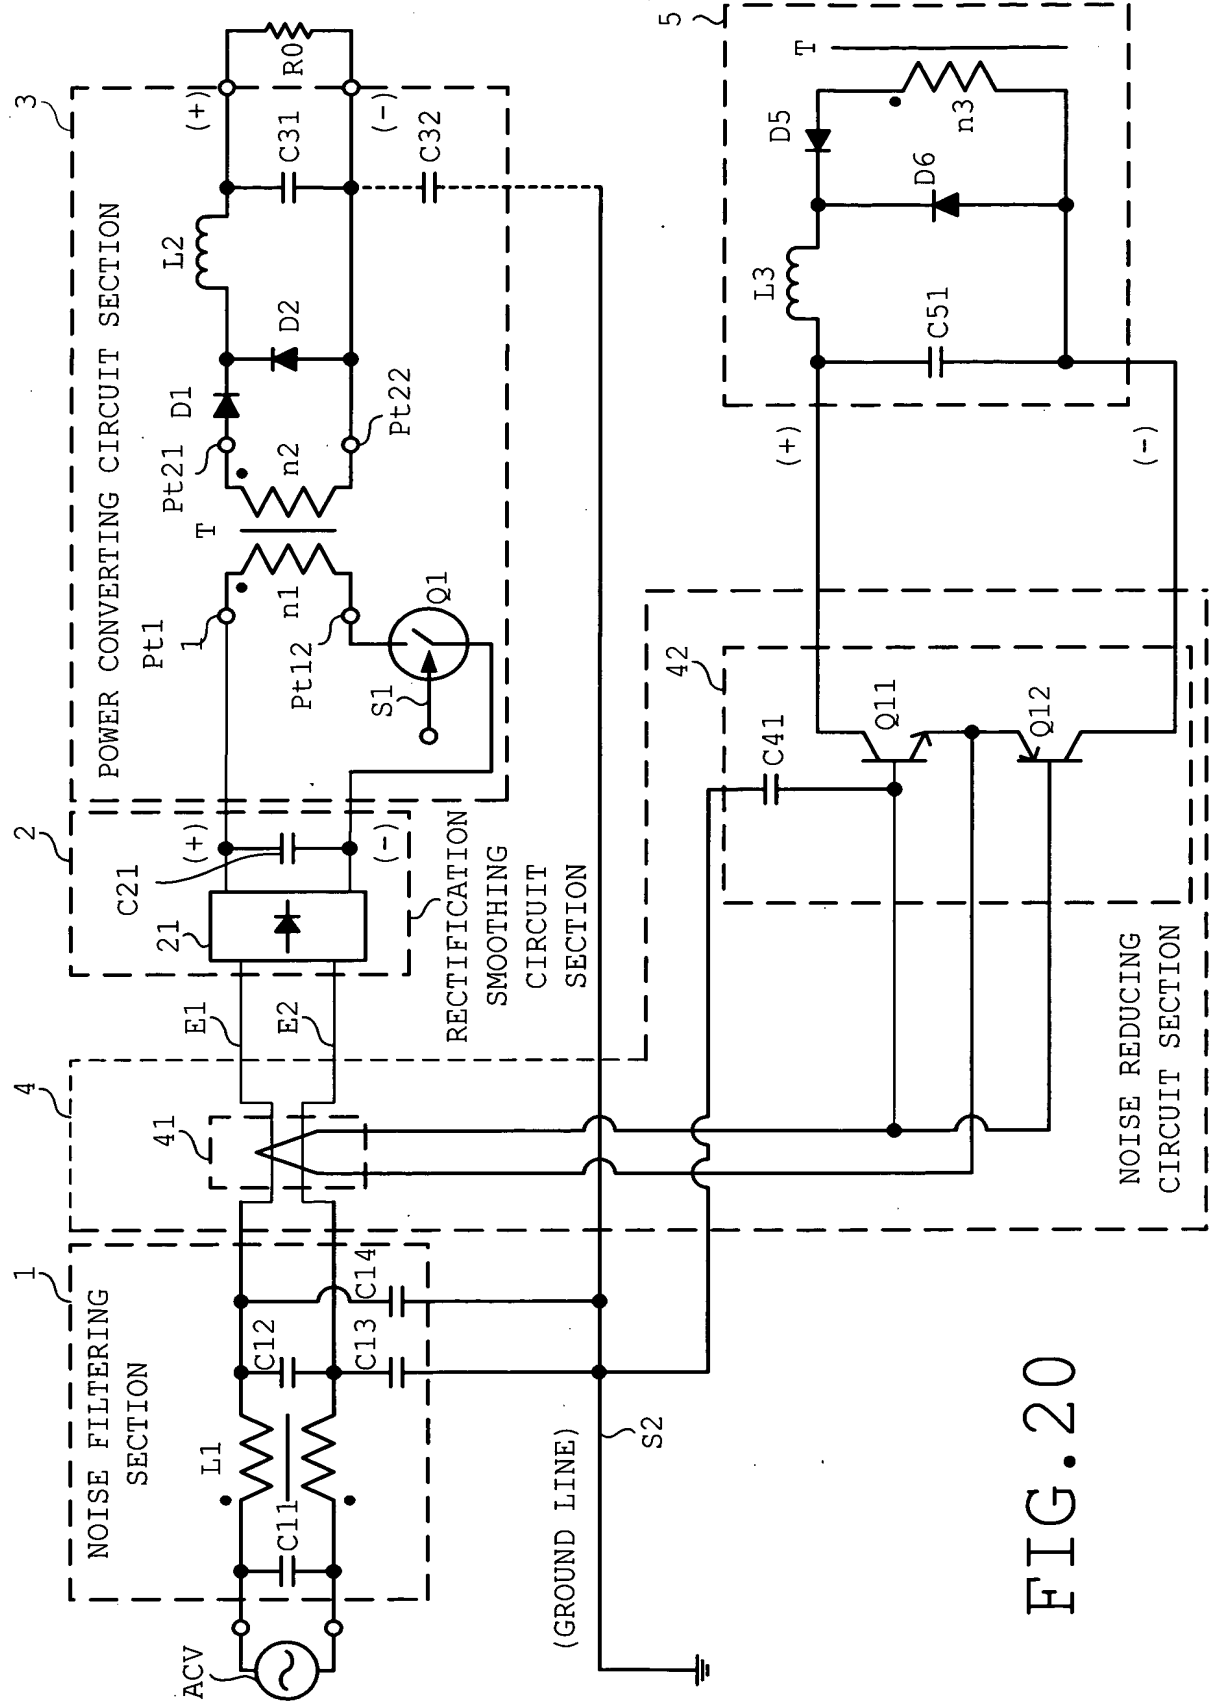 1
NOISE FILTERING
SECTION
ACV
C11
L1
C12
C13
C14
(GROUND LINE)
S2
4
41
E1
E2
NOISE REDUCING
CIRCUIT SECTION
42
C41
Q11
Q12
2
21
C21
(+)
(-)
RECTIFICATION
SMOOTHING
CIRCUIT
SECTION
3
POWER CONVERTING CIRCUIT SECTION
Pt1
1
Pt12
n1
T
n2
Pt21
Pt22
S1
Q1
D1
D2
L2
C31
C32
(+)
(-)
R0
5
(+)
(-)
L3
C51
D5
D6
n3
T
FIG.20